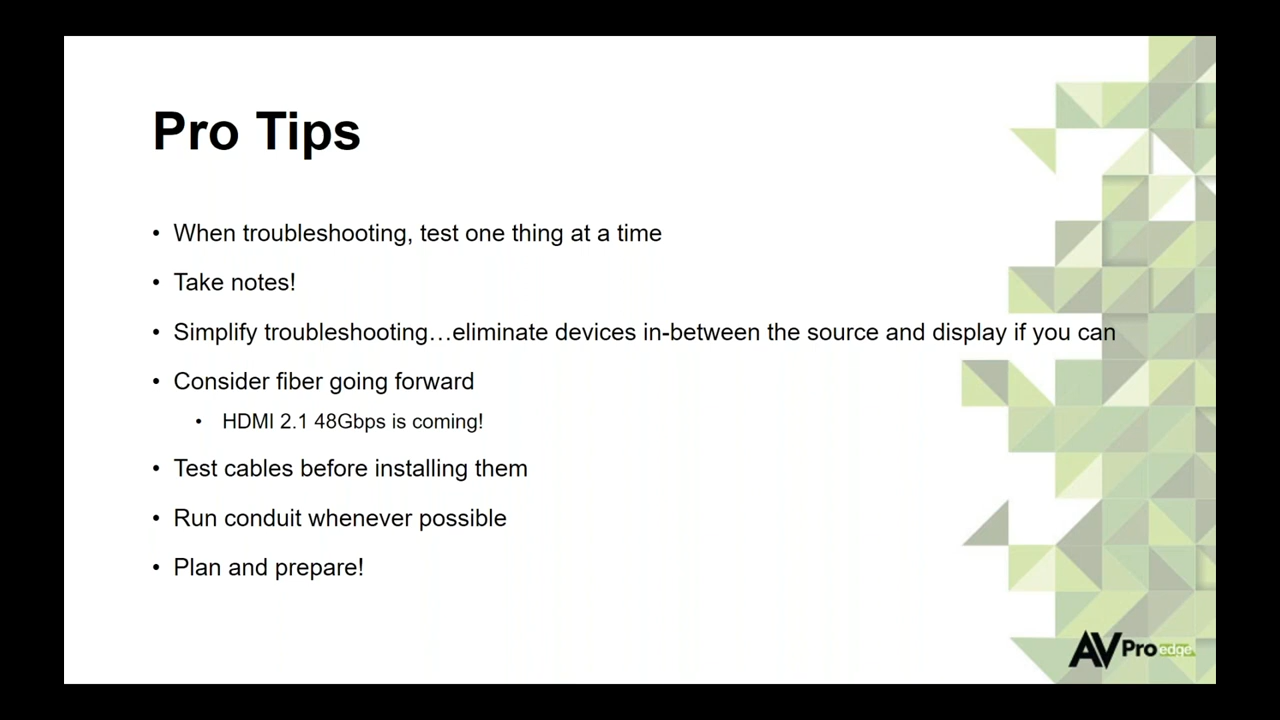 Pro Tips
• When troubleshooting, test one thing at a time
• Take notes!
• Simplify troubleshooting…eliminate devices in-between the source and display if you can
• Consider fiber going forward
• HDMI 2.1 48Gbps is coming!
• Test cables before installing them
• Run conduit whenever possible
• Plan and prepare!
AVPro edge